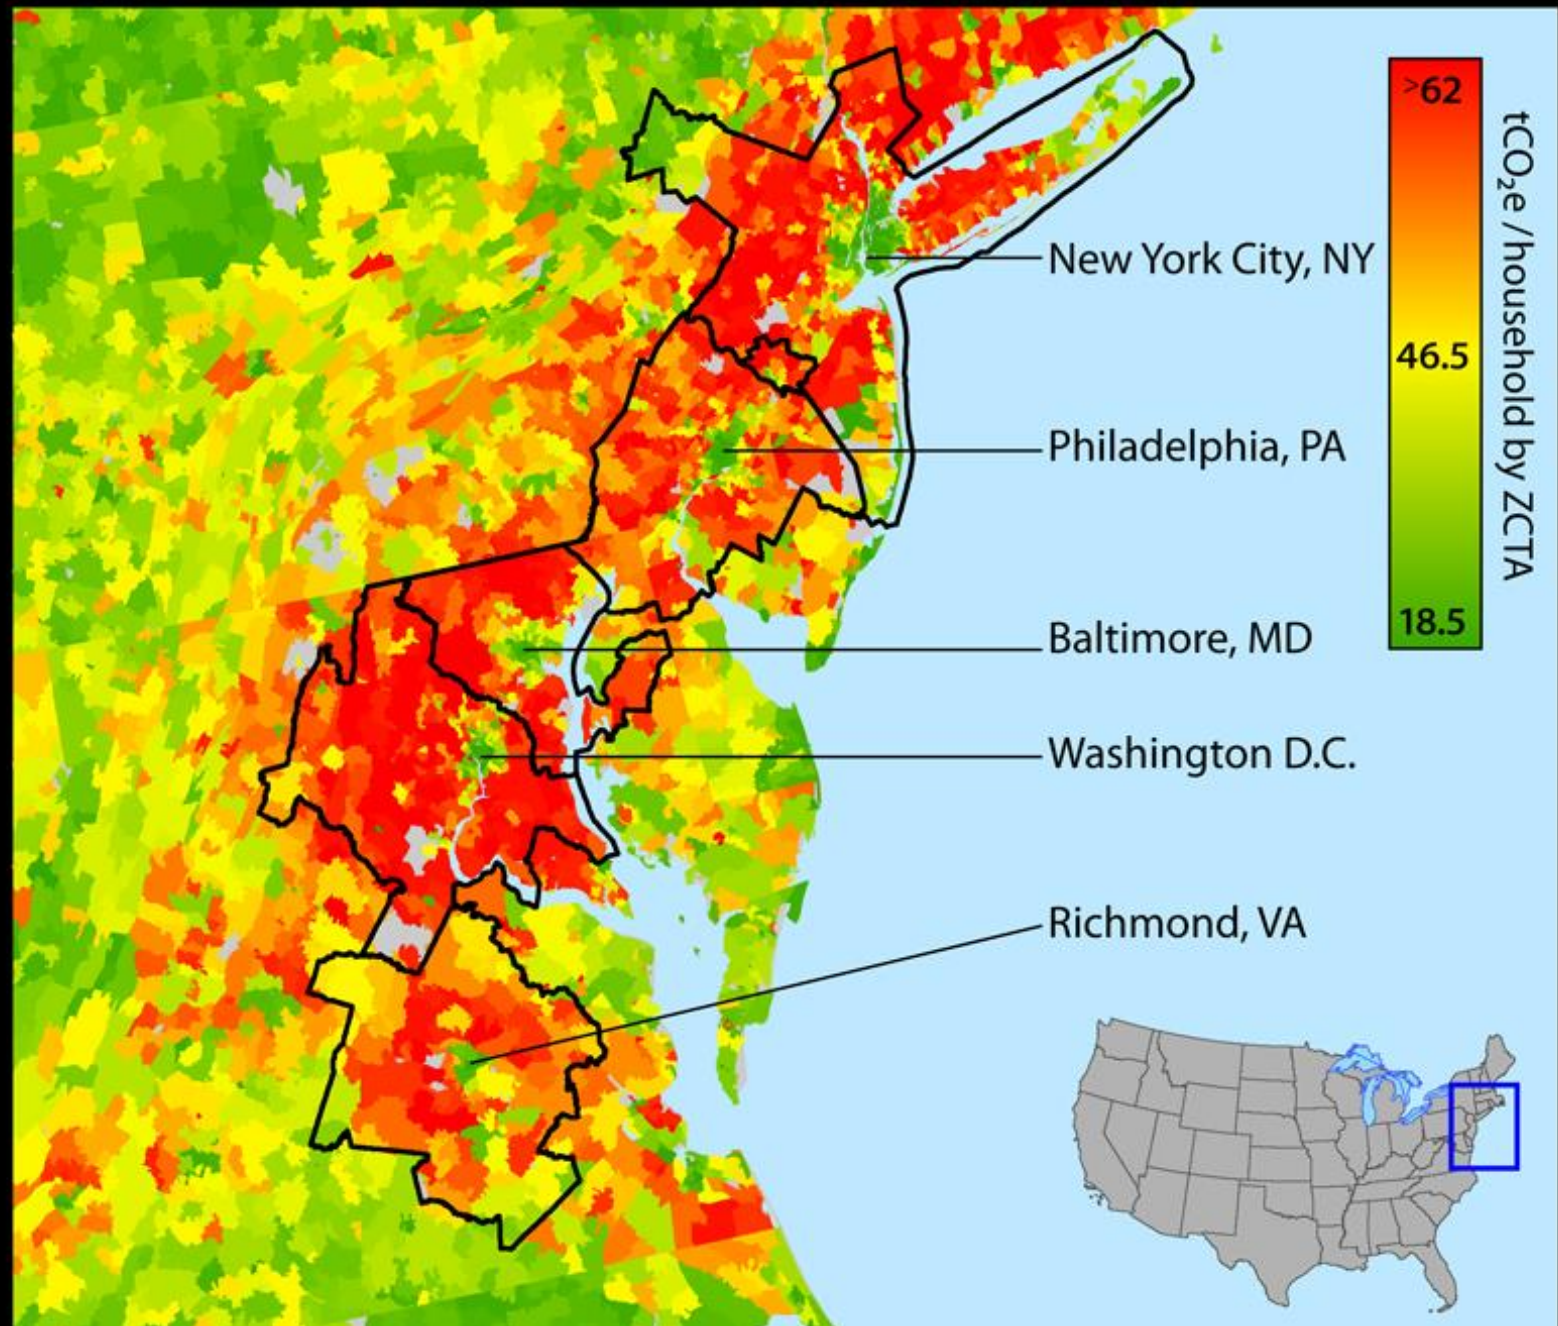 >62
46.5
18.5
tCO₂e /household by ZCTA
New York City, NY
Philadelphia, PA
Baltimore, MD
Washington D.C.
Richmond, VA